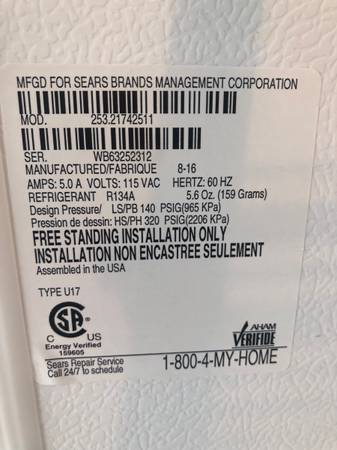 MFGD FOR SEARS BRANDS MANAGEMENT CORPORATION
MOD. 253.21742511
SER. WB63252312
MANUFACTURED/FABRIQUE 8-16
AMPS: 5.0 A VOLTS: 115 VAC HERTZ: 60 HZ
REFRIGERANT R134A 5.6 Oz. (159 Grams)
Design Pressure/ LS/PB 140 PSIG(965 KPa)
Pression de dessin: HS/PH 320 PSIG(2206 KPa)
FREE STANDING INSTALLATION ONLY
INSTALLATION NON ENCASTREE SEULEMENT
Assembled in the USA
TYPE U17
CSA
C US
Energy Verified
159605
AHAM
VERIFIDE
Sears Repair Service
Call 24/7 to schedule
1-800-4-MY-HOME